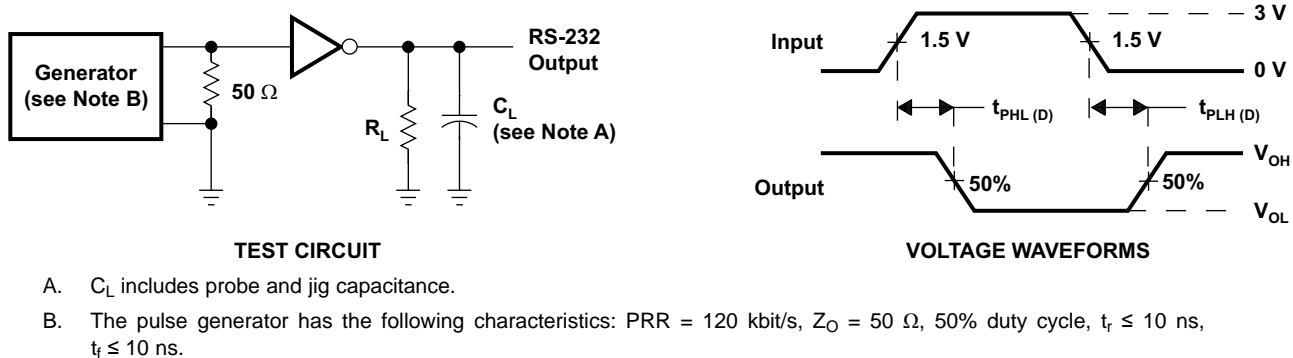 Generator
(see Note B)
50 Ω
RS-232
Output
R_L
C_L
(see Note A)
TEST CIRCUIT
Input
1.5 V
1.5 V
3 V
0 V
t_PHL (D)
t_PLH (D)
Output
50%
50%
V_OH
V_OL
VOLTAGE WAVEFORMS
A. C_L includes probe and jig capacitance.
B. The pulse generator has the following characteristics: PRR = 120 kbit/s, Z_O = 50 Ω, 50% duty cycle, t_r ≤ 10 ns,
t_f ≤ 10 ns.